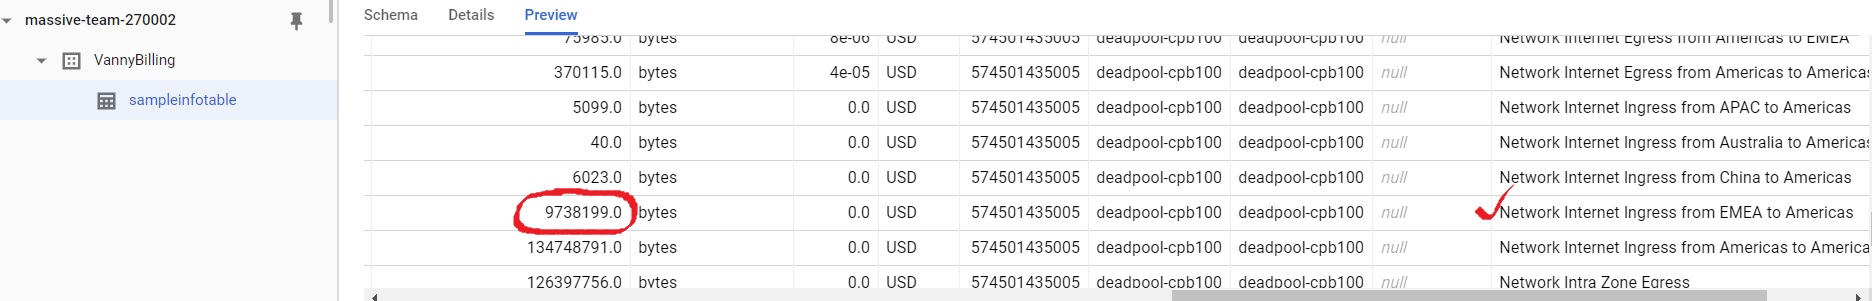 massive-team-270002
VannyBilling
sampleinfotable
Schema Details Preview
75985.0 bytes 8e-06 USD 574501435005 deadpool-cpb100 deadpool-cpb100 null Network Internet Egress from Americas to EMEA
370115.0 bytes 4e-05 USD 574501435005 deadpool-cpb100 deadpool-cpb100 null Network Internet Egress from Americas to Americas
5099.0 bytes 0.0 USD 574501435005 deadpool-cpb100 deadpool-cpb100 null Network Internet Ingress from APAC to Americas
40.0 bytes 0.0 USD 574501435005 deadpool-cpb100 deadpool-cpb100 null Network Internet Ingress from Australia to Americas
6023.0 bytes 0.0 USD 574501435005 deadpool-cpb100 deadpool-cpb100 null Network Internet Ingress from China to Americas
9738199.0 bytes 0.0 USD 574501435005 deadpool-cpb100 deadpool-cpb100 null Network Internet Ingress from EMEA to Americas
134748791.0 bytes 0.0 USD 574501435005 deadpool-cpb100 deadpool-cpb100 null Network Internet Ingress from Americas to America
126397756.0 bytes 0.0 USD 574501435005 deadpool-cpb100 deadpool-cpb100 null Network Intra Zone Egress